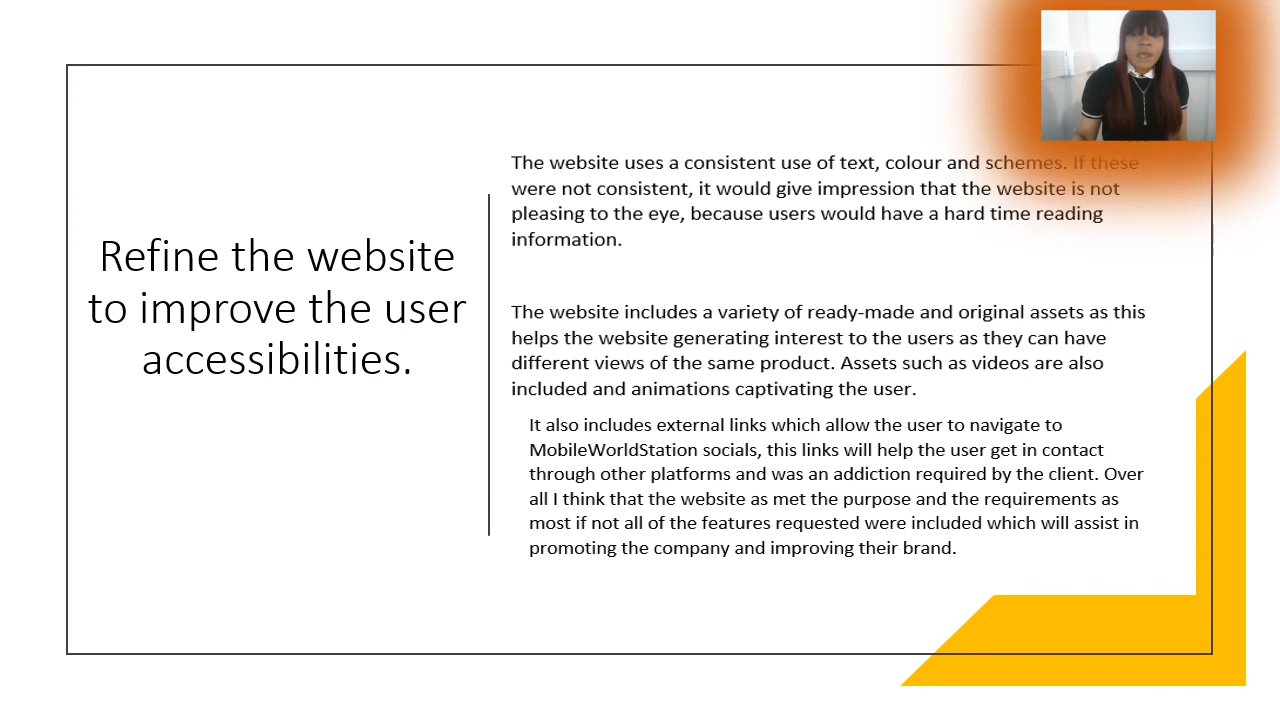 Refine the website
to improve the user
accessibilities.
The website uses a consistent use of text, colour and schemes. If these
were not consistent, it would give impression that the website is not
pleasing to the eye, because users would have a hard time reading
information.
The website includes a variety of ready-made and original assets as this
helps the website generating interest to the users as they can have
different views of the same product. Assets such as videos are also
included and animations captivating the user.
It also includes external links which allow the user to navigate to
MobileWorldStation socials, this links will help the user get in contact
through other platforms and was an addiction required by the client. Over
all I think that the website as met the purpose and the requirements as
most if not all of the features requested were included which will assist in
promoting the company and improving their brand.